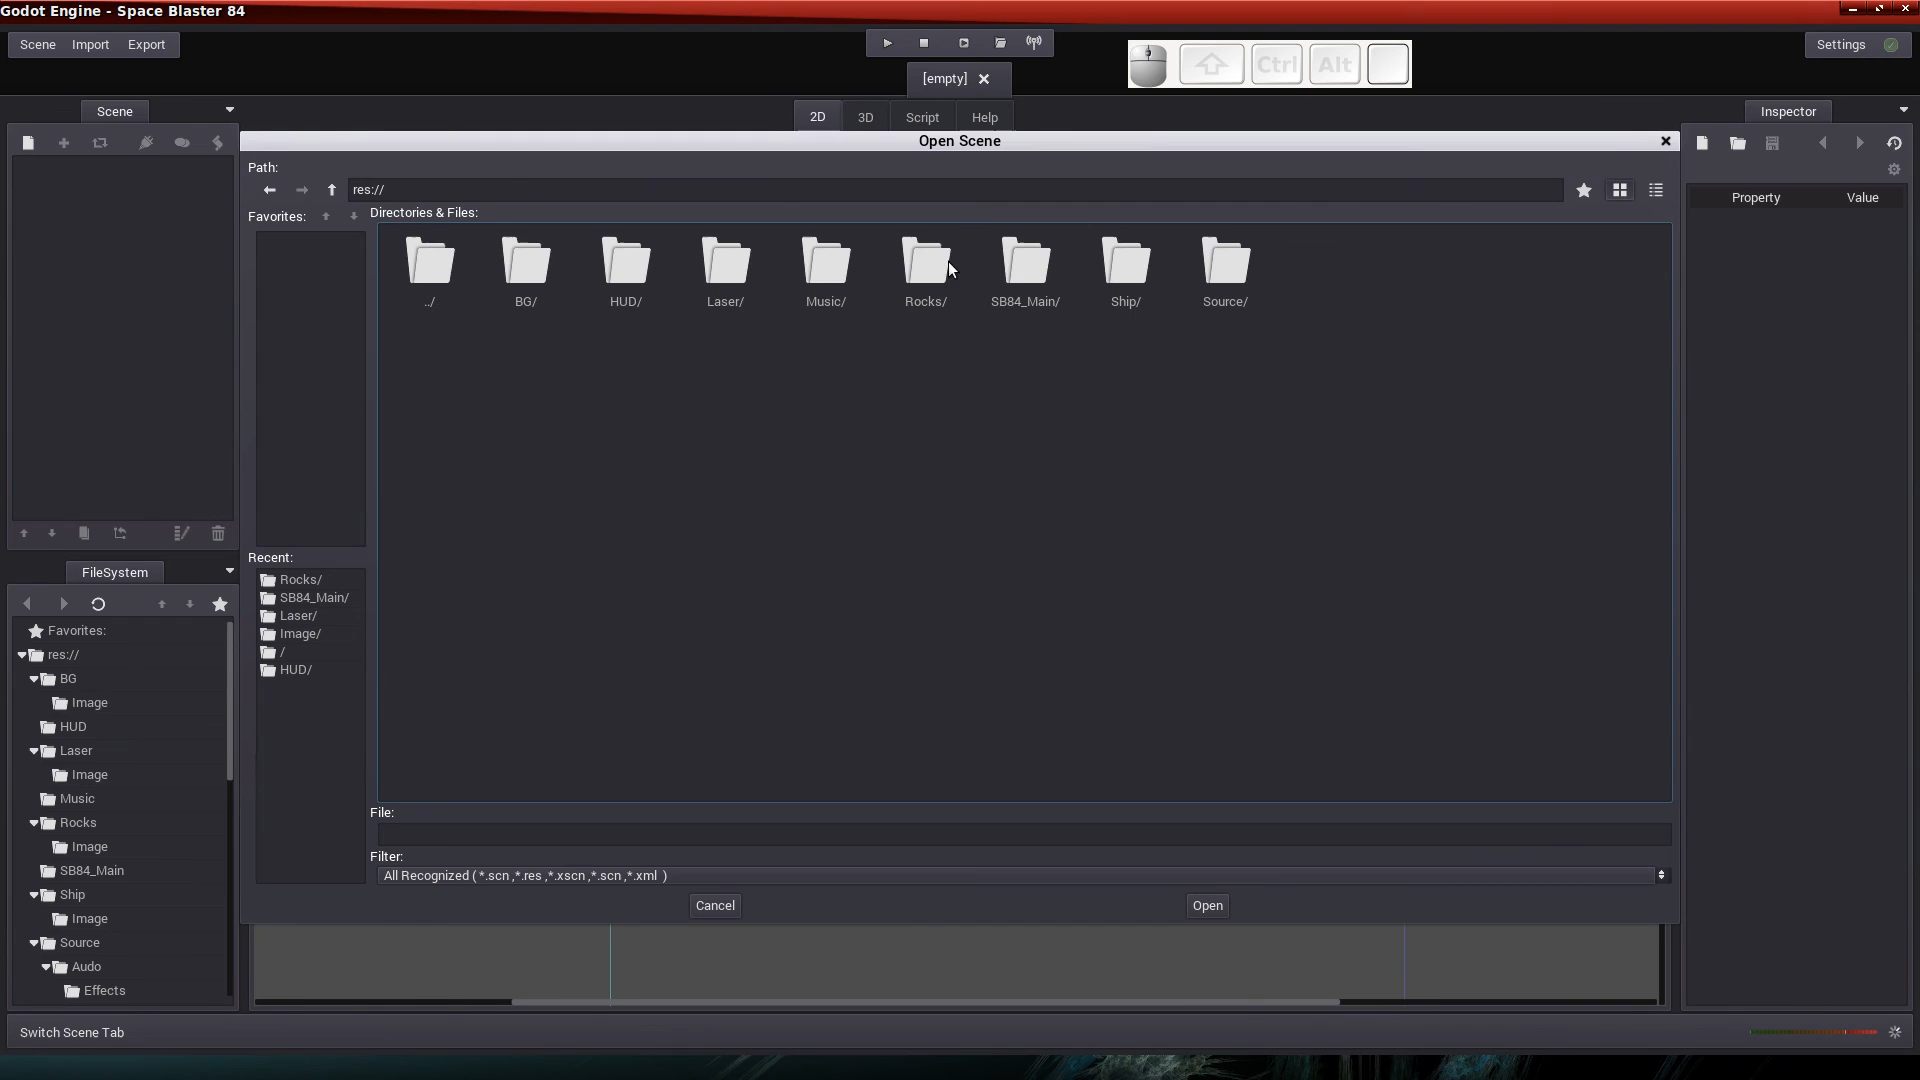 Godot Engine - Space Blaster 84
Scene Import Export
Settings
[empty]
Ctrl Alt
Scene
2D 3D Script Help
Inspector
Open Scene
Path:
res://
Favorites:
Directories & Files:
../ BG/ HUD/ Laser/ Music/ Rocks/ SB84_Main/ Ship/ Source/
Property Value
Recent:
Rocks/
SB84_Main/
Laser/
Image/
/
HUD/
File:
Filter:
All Recognized ( *.scn ,*.res ,*.xscn ,*.scn ,*.xml )
Cancel Open
FileSystem
Favorites:
res://
BG
Image
HUD
Laser
Image
Music
Rocks
Image
SB84_Main
Ship
Image
Source
Audo
Effects
Switch Scene Tab